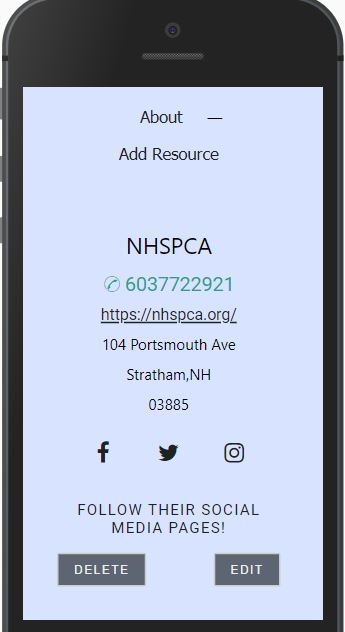 About —
Add Resource
NHSPCA
✆ 6037722921
https://nhspca.org/
104 Portsmouth Ave
Stratham,NH
03885
FOLLOW THEIR SOCIAL
MEDIA PAGES!
DELETE EDIT